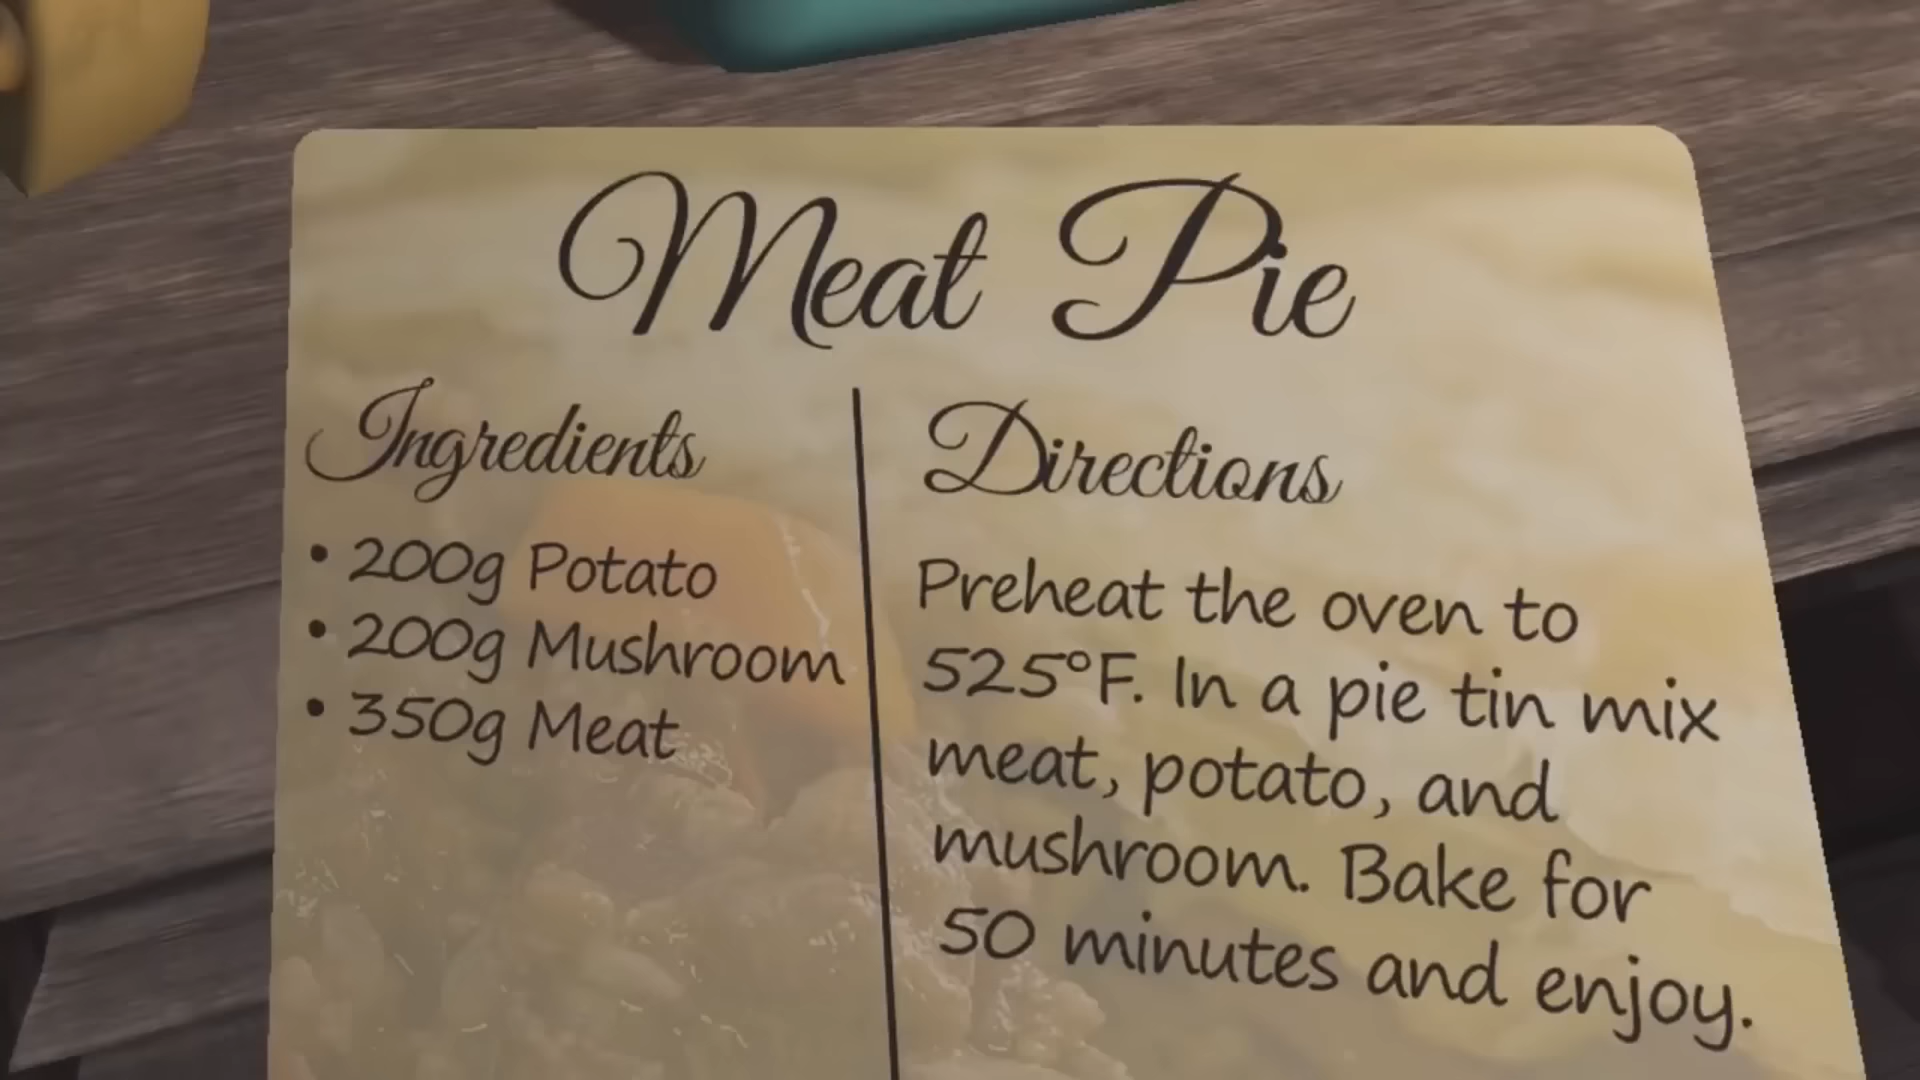 Meat Pie
Ingredients
• 200g Potato
• 200g Mushroom
• 350g Meat
Directions
Preheat the oven to
525°F. In a pie tin mix
meat, potato, and
mushroom. Bake for
50 minutes and enjoy.